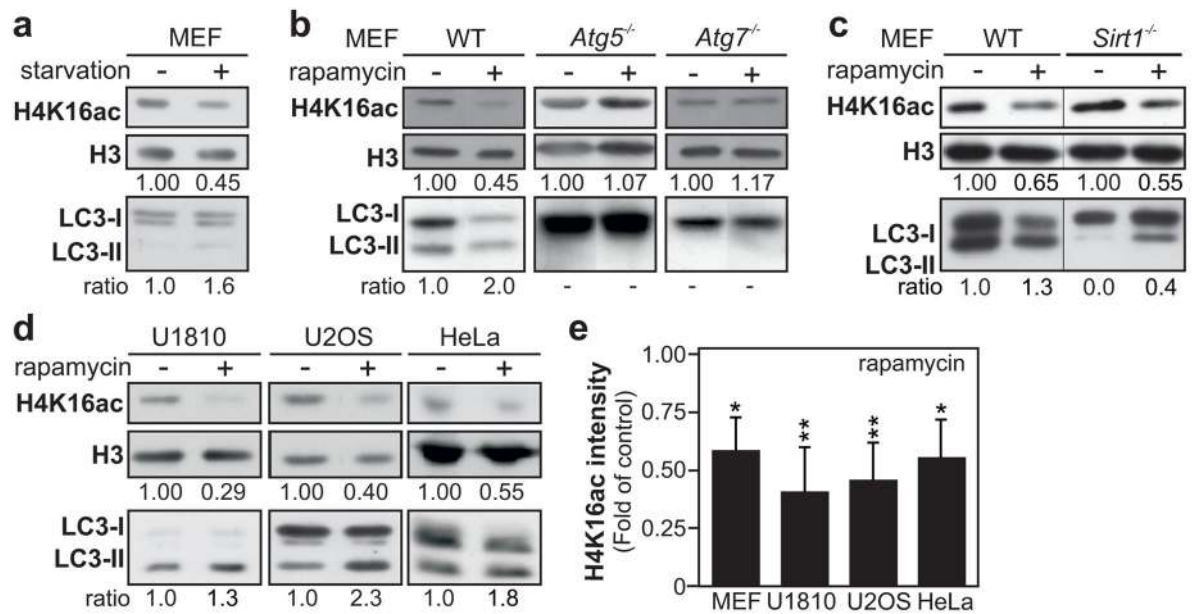 a
MEF
starvation - +
H4K16ac
H3
1.00 0.45
LC3-I
LC3-II
ratio 1.0 1.6
b
MEF WT Atg5-/- Atg7-/-
rapamycin - + - + - +
H4K16ac
H3
1.00 0.45 1.00 1.07 1.00 1.17
LC3-I
LC3-II
ratio 1.0 2.0 - - - -
c
MEF WT Sirt1-/-
rapamycin - + - +
H4K16ac
H3
1.00 0.65 1.00 0.55
LC3-I
LC3-II
ratio 1.0 1.3 0.0 0.4
d
U1810 U2OS HeLa
rapamycin - + - + - +
H4K16ac
H3
1.00 0.29 1.00 0.40 1.00 0.55
LC3-I
LC3-II
ratio 1.0 1.3 1.0 2.3 1.0 1.8
e
H4K16ac intensity
(Fold of control)
1.00
0.75
0.50
0.25
0
rapamycin
* ** ** *
MEF U1810 U2OS HeLa